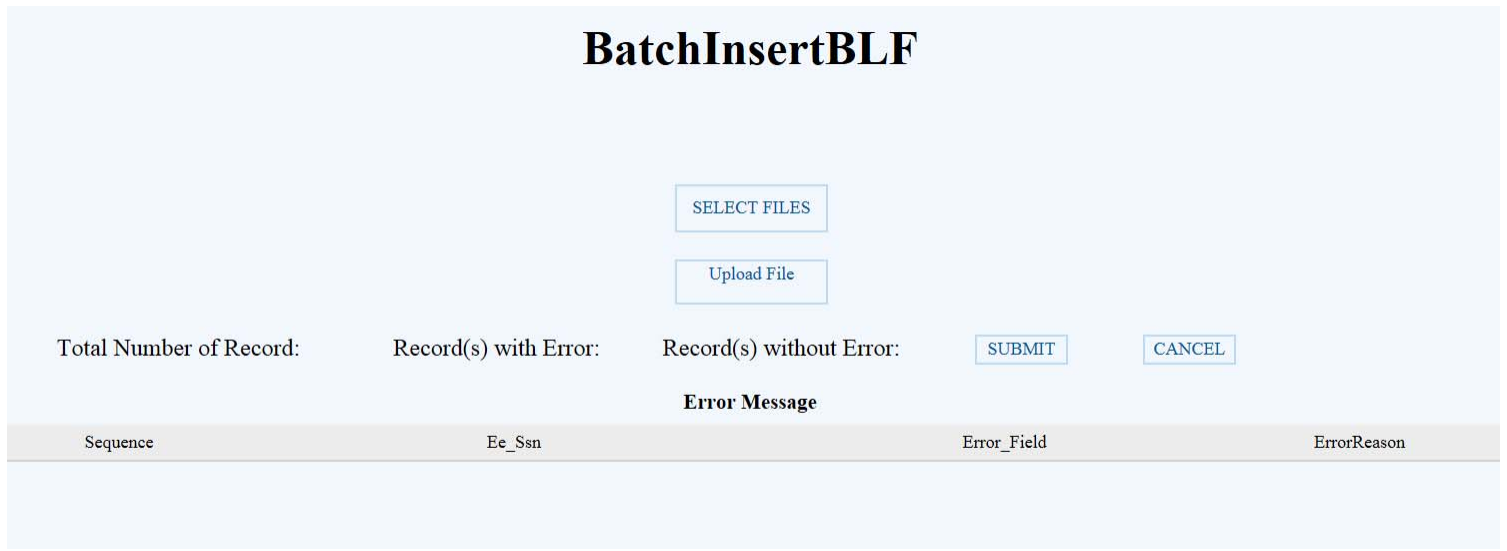 BatchInsertBLF
SELECT FILES
Upload File
Total Number of Record: Record(s) with Error: Record(s) without Error: SUBMIT CANCEL
Error Message
Sequence Ee_Ssn Error_Field ErrorReason